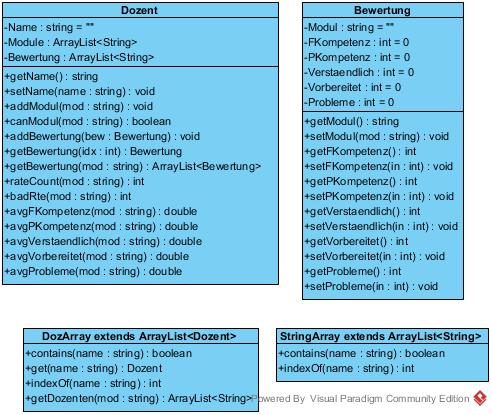 Dozent
-Name : string = ""
-Module : ArrayList<String>
-Bewertung : ArrayList<String>
+getName() : string
+setName(name : string) : void
+addModul(mod : string) : void
+canModul(mod : string) : boolean
+addBewertung(bew : Bewertung) : void
+getBewertung(idx : int) : Bewertung
+getBewertung(mod : string) : ArrayList<Bewertung>
+rateCount(mod : string) : int
+badRte(mod : string) : int
+avgFKompetenz(mod : string) : double
+avgPKompetenz(mod : string) : double
+avgVerstaendlich(mod : string) : double
+avgVorbereitet(mod : string) : double
+avgProbleme(mod : string) : double
Bewertung
-Modul : string = ""
-FKompetenz : int = 0
-PKompetenz : int = 0
-Verstaendlich : int = 0
-Vorbereitet : int = 0
-Probleme : int = 0
+getModul() : string
+setModul(mod : string) : void
+getFKompetenz() : int
+setFKompetenz(in : int) : void
+getPKompetenz() : int
+setPKompetenz(in : int) : void
+getVerstaendlich() : int
+setVerstaendlich(in : int) : void
+getVorbereitet() : int
+setVorbereitet(in : int) : void
+getProbleme() : int
+setProbleme(in : int) : void
DozArray extends ArrayList<Dozent>
+contains(name : string) : boolean
+get(name : string) : Dozent
+indexOf(name : string) : int
+getDozenten(mod : string) : ArrayList<String>
StringArray extends ArrayList<String>
+contains(name : string) : boolean
+indexOf(name : string) : int
Powered By Visual Paradigm Community Edition